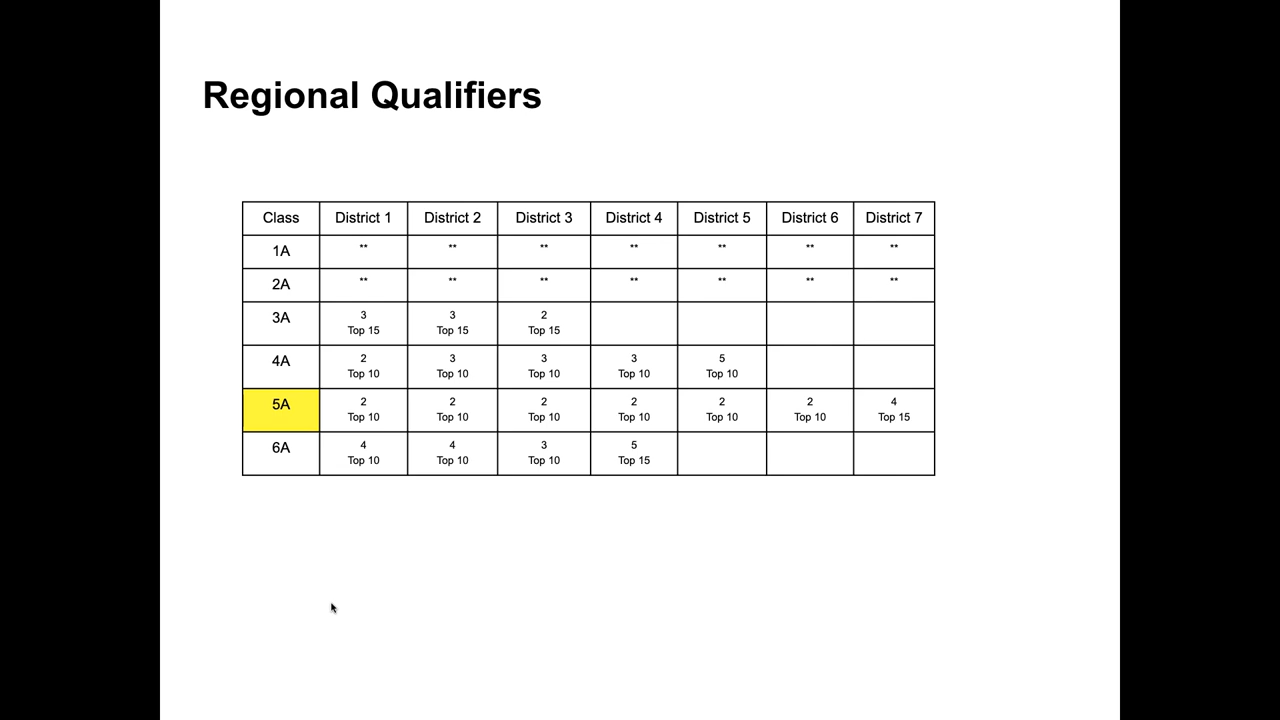 Regional Qualifiers
Class District 1 District 2 District 3 District 4 District 5 District 6 District 7
1A ** ** ** ** ** ** **
2A ** ** ** ** ** ** **
3A 3 3 2
Top 15 Top 15 Top 15
4A 2 3 3 3 5
Top 10 Top 10 Top 10 Top 10 Top 10
5A 2 2 2 2 2 2 4
Top 10 Top 10 Top 10 Top 10 Top 10 Top 10 Top 15
6A 4 4 3 5
Top 10 Top 10 Top 10 Top 15